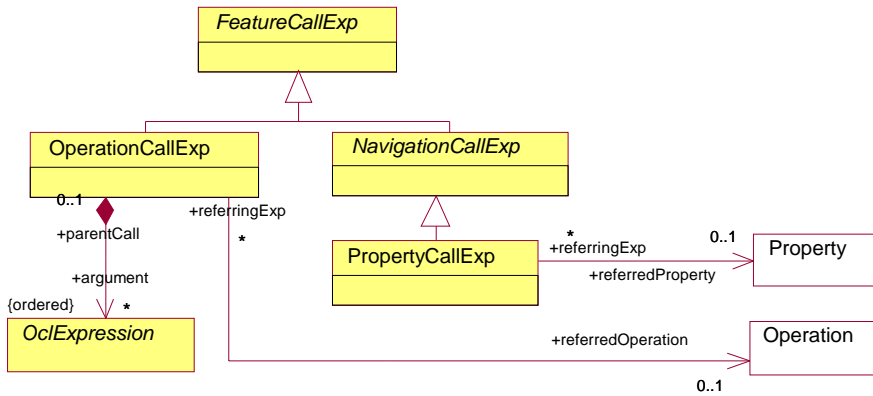 FeatureCallExp
OperationCallExp
NavigationCallExp
0..1
+parentCall
+referringExp
*
+argument
{ordered}
*
OclExpression
PropertyCallExp
*
+referringExp
0..1
+referredProperty
Property
+referredOperation
0..1
Operation